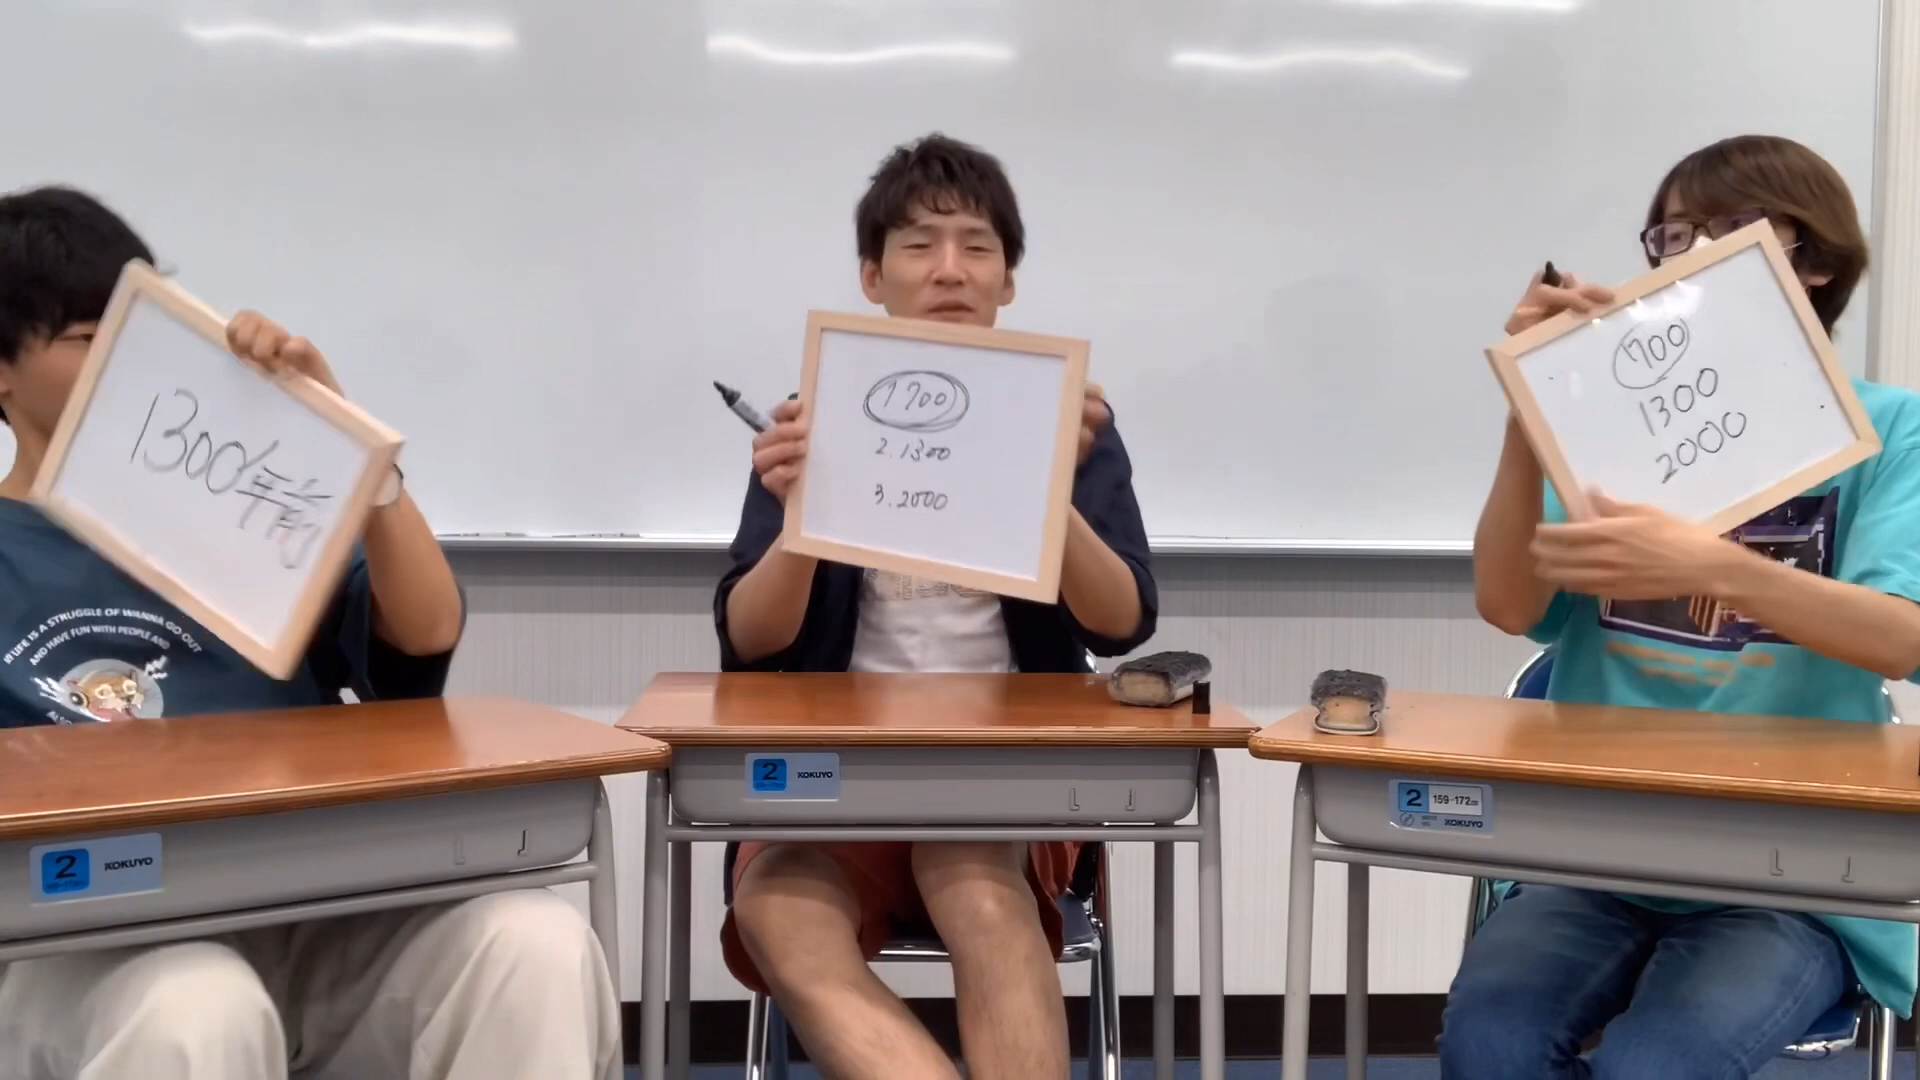 1300年前
1700
2.1300
3.2000
1700
1300
2000
LIFE IS A STRUGGLE OF WANNA GO OUT
AND HAVE FUN WITH PEOPLE AND
2
KOKUYO
2
KOKUYO
2
159-172cm
KOKUYO